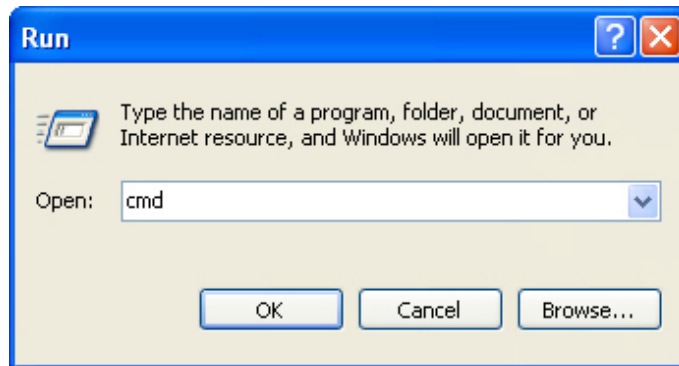 Run
Type the name of a program, folder, document, or
Internet resource, and Windows will open it for you.
Open: cmd
OK Cancel Browse...